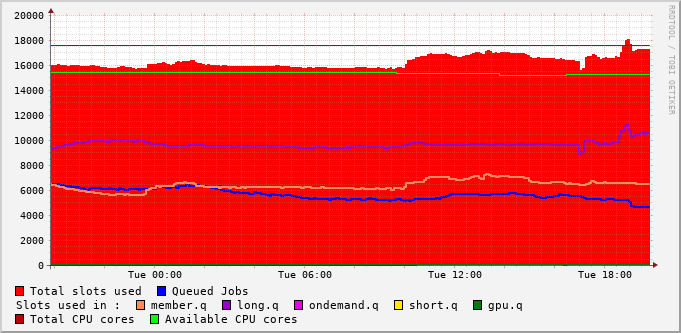 20000
18000
16000
14000
12000
10000
8000
6000
4000
2000
0
Tue 00:00 Tue 06:00 Tue 12:00 Tue 18:00
RRDTOOL / TOBI OETIKER
Total slots used Queued Jobs
Slots used in : member.q long.q ondemand.q short.q gpu.q
Total CPU cores Available CPU cores